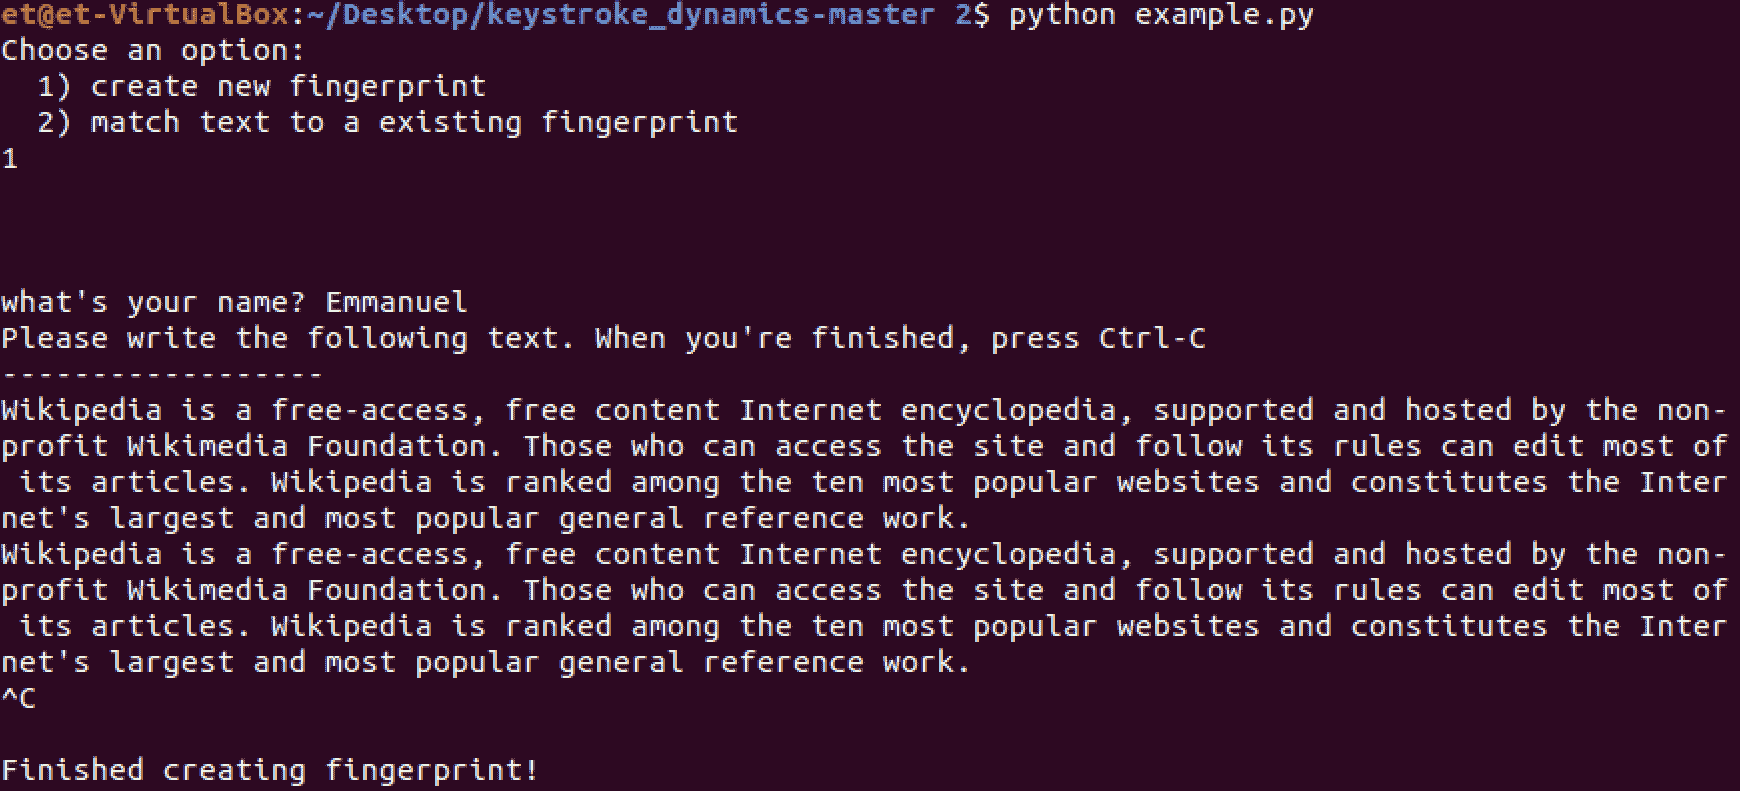 et@et-VirtualBox:~/Desktop/keystroke_dynamics-master 2$ python example.py
Choose an option:
  1) create new fingerprint
  2) match text to a existing fingerprint
1
what's your name? Emmanuel
Please write the following text. When you're finished, press Ctrl-C
------------------
Wikipedia is a free-access, free content Internet encyclopedia, supported and hosted by the non-
profit Wikimedia Foundation. Those who can access the site and follow its rules can edit most of
 its articles. Wikipedia is ranked among the ten most popular websites and constitutes the Inter
net's largest and most popular general reference work.
Wikipedia is a free-access, free content Internet encyclopedia, supported and hosted by the non-
profit Wikimedia Foundation. Those who can access the site and follow its rules can edit most of
 its articles. Wikipedia is ranked among the ten most popular websites and constitutes the Inter
net's largest and most popular general reference work.
^C
Finished creating fingerprint!